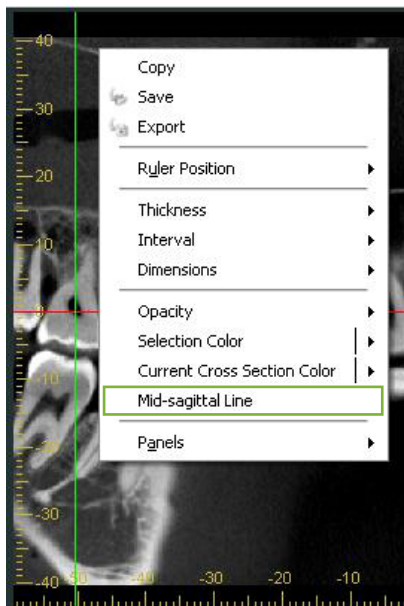 40
Copy
Save
30
Export
Ruler Position
20
Thickness
10
Interval
Dimensions
0
Opacity
Selection Color
Current Cross Section Color
-10
Mid-sagittal Line
Panels
-20
-30
-40
-50
-40
-30
-20
-10